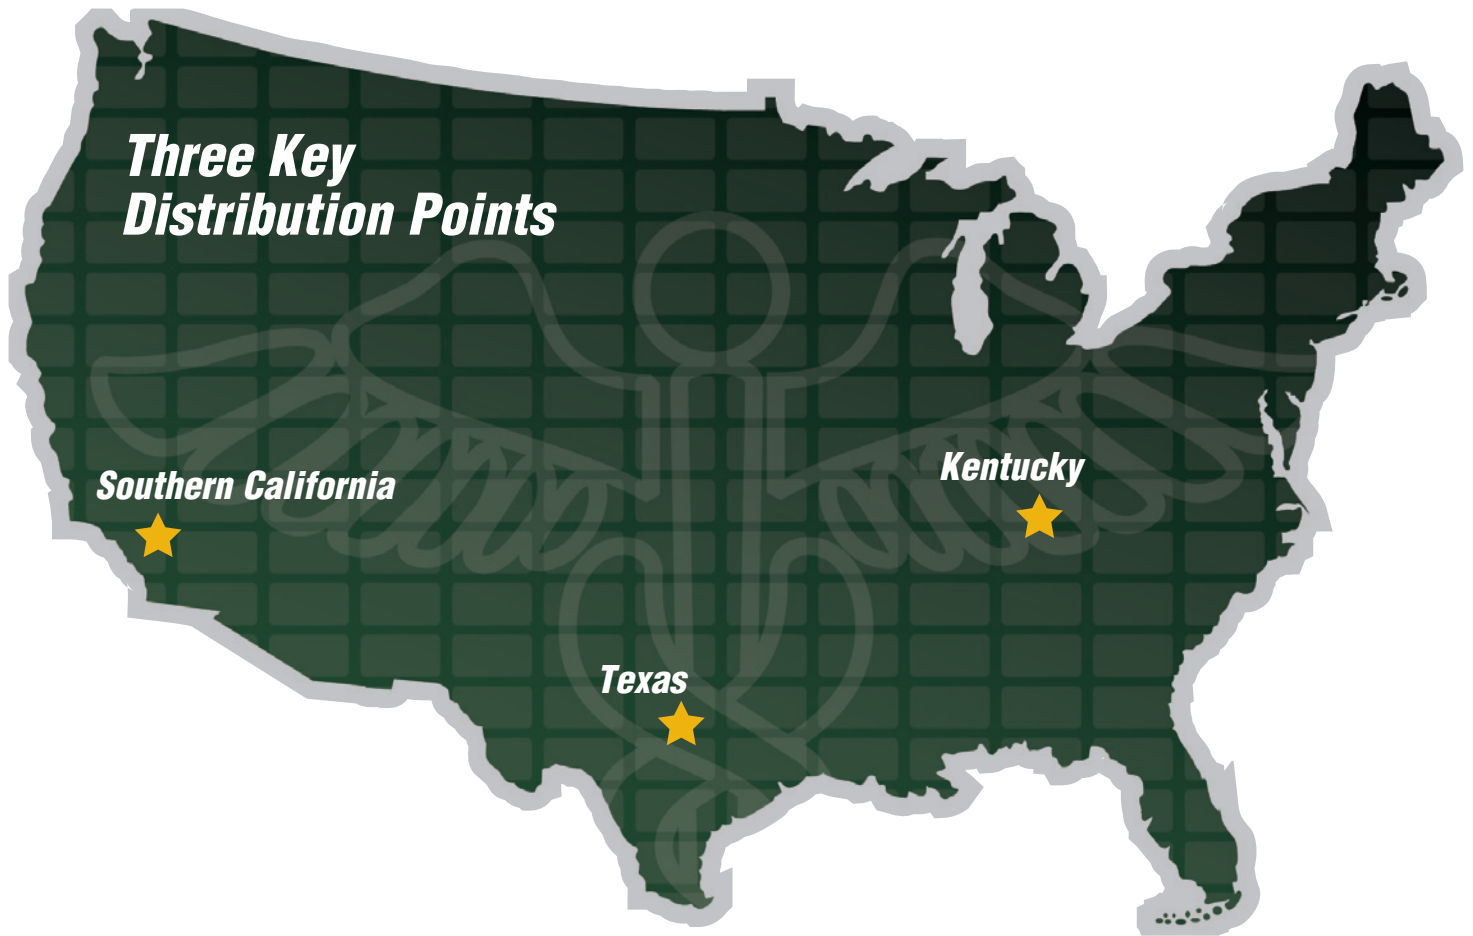 Three Key
Distribution Points
Southern California
Kentucky
Texas